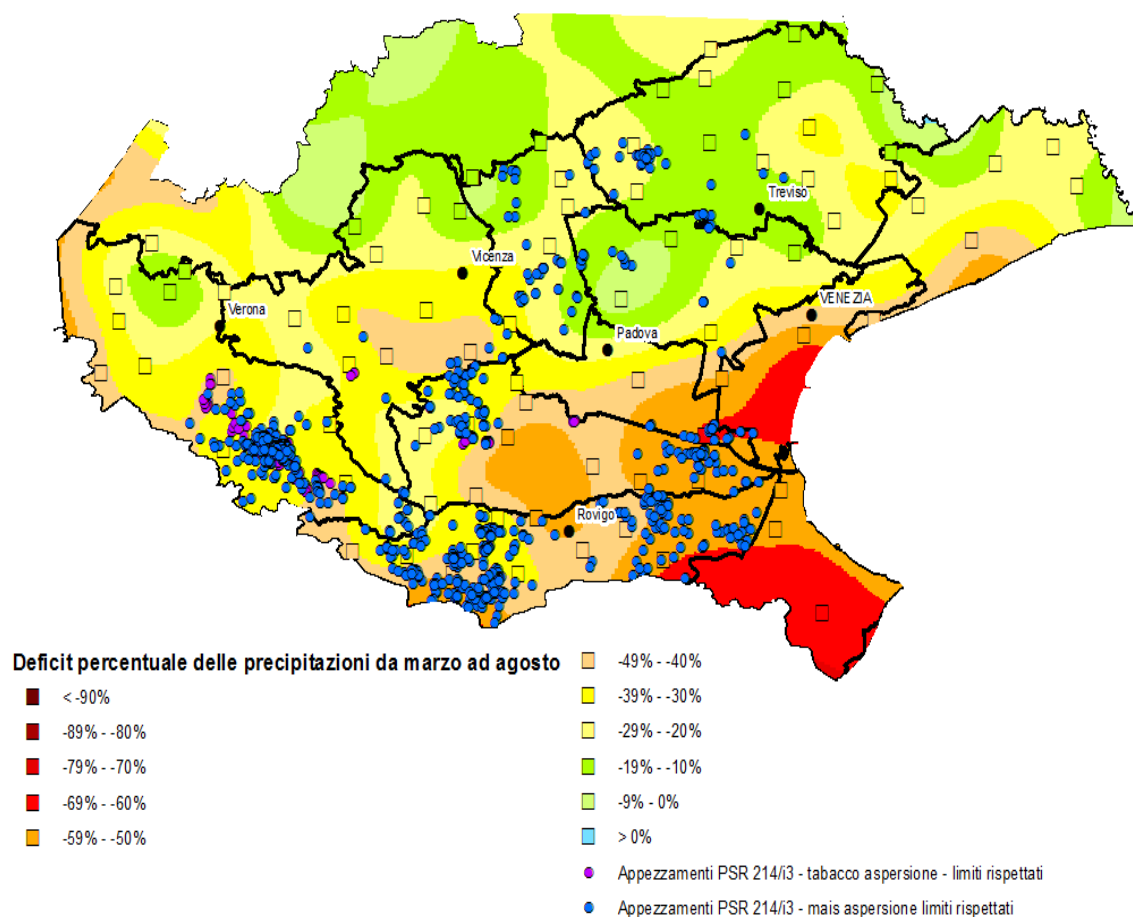 Treviso
Vicenza
Verona
VENEZIA
Padova
Rovigo
Deficit percentuale delle precipitazioni da marzo ad agosto
< -90%
-89% - -80%
-79% - -70%
-69% - -60%
-59% - -50%
-49% - -40%
-39% - -30%
-29% - -20%
-19% - -10%
-9% - 0%
> 0%
Appezzamenti PSR 214/i3 - tabacco aspersione - limiti rispettati
Appezzamenti PSR 214/i3 - mais aspersione limiti rispettati